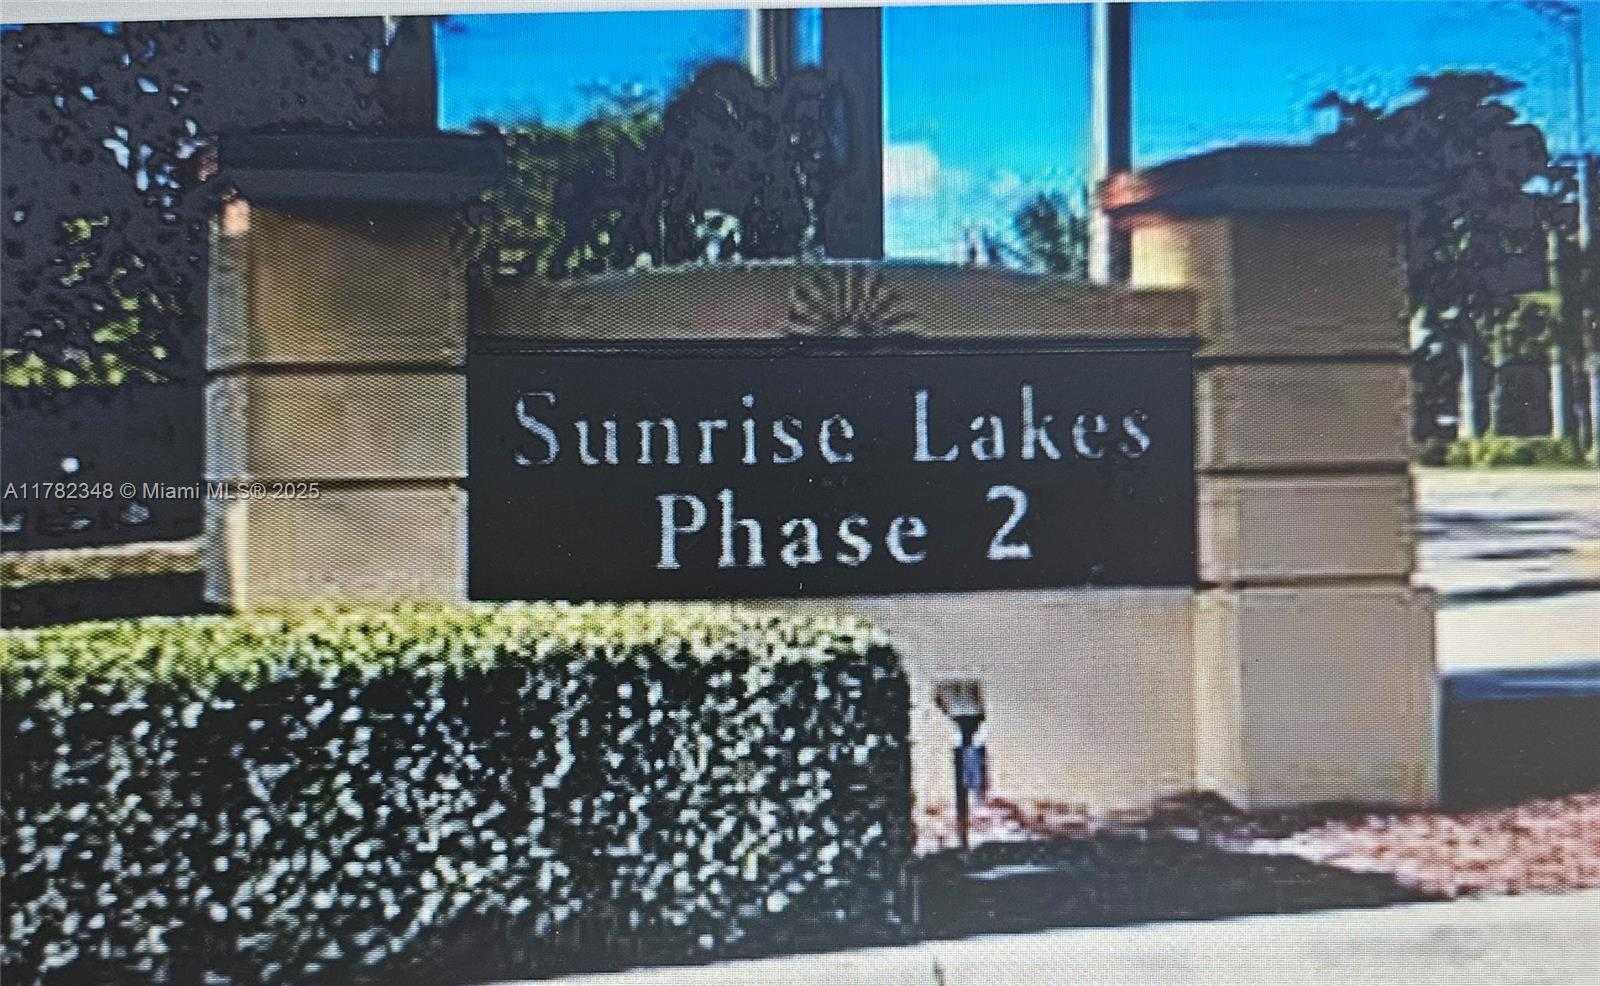 Sunrise Lakes
Phase 2
A11782348 © Miami MLS® 2025